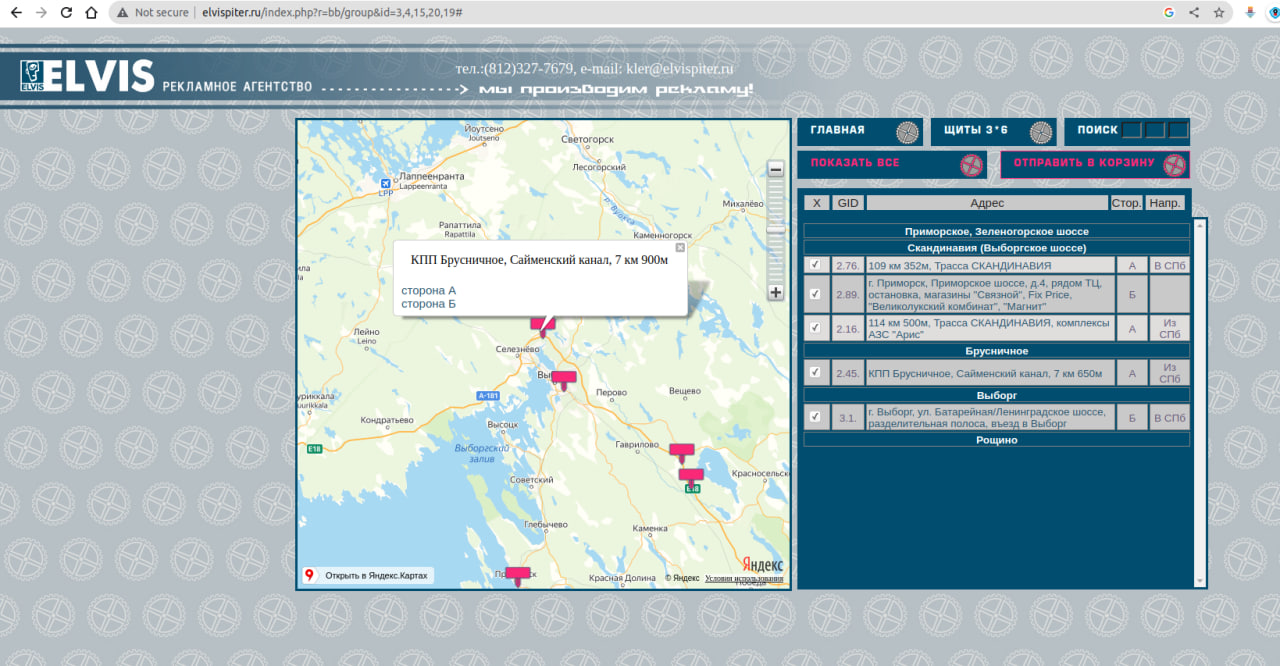 Not secure
elvispiter.ru/index.php?r=bb/group&id=3,4,15,20,19#
ELVIS
ELVIS
РЕКЛАМНОЕ АГЕНТСТВО
тел.:(812)327-7679, e-mail: kler@elvispiter.ru
мы производим рекламу!
ГЛАВНАЯ
ЩИТЫ 3*6
ПОИСК
ПОКАЗАТЬ ВСЕ
ОТПРАВИТЬ В КОРЗИНУ
Йоутсено
Joutseno
Светогорск
Лесогорский
Лаппеенранта
Lappeenranta
LPP
Михалёво
р. Вуокса
Рапаттила
Rapattila
Каменногорск
КПП Брусничное, Сайменский канал, 7 км 900м
сторона А
сторона Б
Лейно
Leino
Селезнёво
Перово
Вещево
A-181
Кондратьево
Высоцк
Выборгский
залив
Гаврилово
E18
Советский
Красносельск
E18
Глебычево
Каменка
Красная Долина
Открыть в Яндекс.Картах
© Яндекс
Условия использования
Яндекс
X GID Адрес Стор. Напр.
Приморское, Зеленогорское шоссе
Скандинавия (Выборгское шоссе)
2.76. 109 км 352м, Трасса СКАНДИНАВИЯ А В СПб
2.89. г. Приморск, Приморское шоссе, д.4, рядом ТЦ, Б
остановка, магазины "Связной", Fix Price,
"Великолукский комбинат", "Магнит"
2.16. 114 км 500м, Трасса СКАНДИНАВИЯ, комплексы А Из
АЗС "Арис" СПб
Брусничное
2.45. КПП Брусничное, Сайменский канал, 7 км 650м А Из
СПб
Выборг
3.1. г. Выборг, ул. Батарейная/Ленинградское шоссе, Б В СПб
разделительная полоса, въезд в Выборг
Рощино